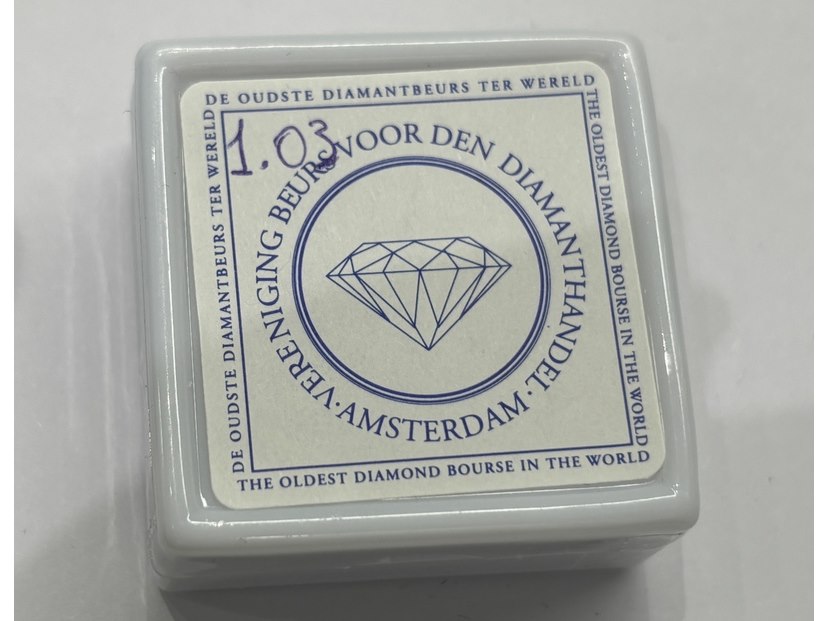 DE OUDSTE DIAMANTBEURS TER WERELD
THE OLDEST DIAMOND BOURSE IN THE WORLD
DE OUDSTE DIAMANTBEURS TER WERELD
THE OLDEST DIAMOND BOURSE IN THE WORLD
1.03
VERENIGING BEURS VOOR DEN DIAMANTHANDEL
·AMSTERDAM·